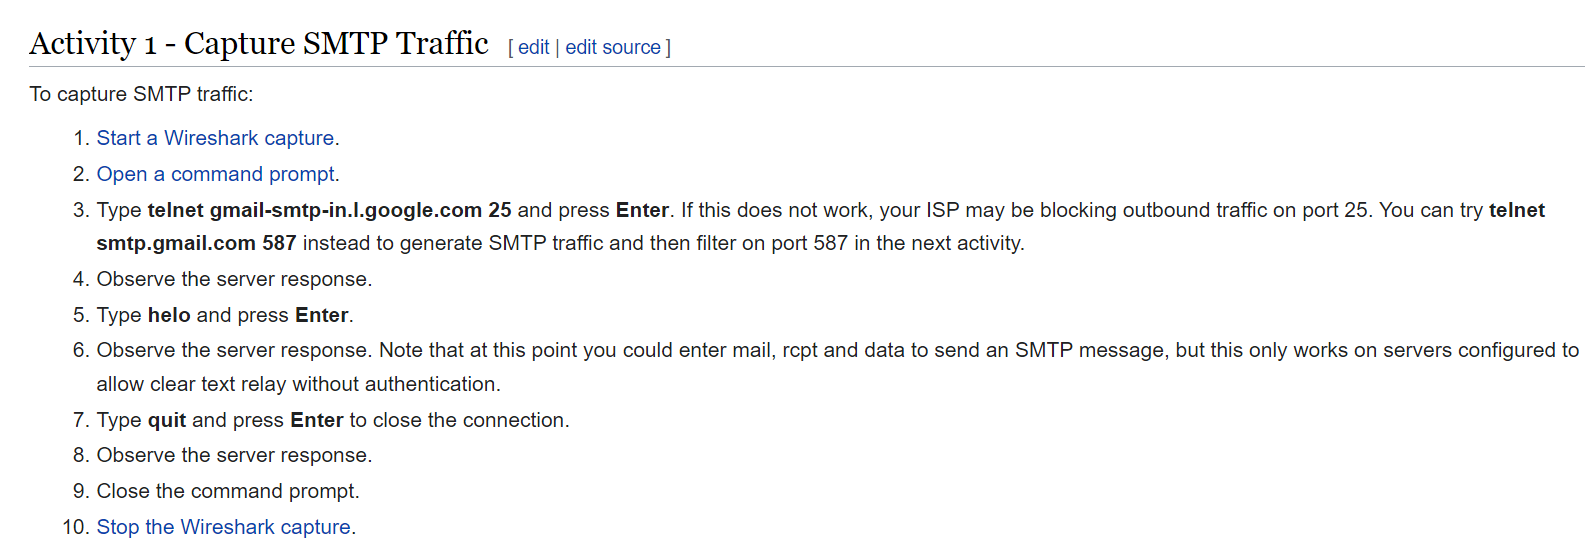 Activity 1 - Capture SMTP Traffic [ edit | edit source ]
To capture SMTP traffic:
1. Start a Wireshark capture.
2. Open a command prompt.
3. Type telnet gmail-smtp-in.l.google.com 25 and press Enter. If this does not work, your ISP may be blocking outbound traffic on port 25. You can try telnet
smtp.gmail.com 587 instead to generate SMTP traffic and then filter on port 587 in the next activity.
4. Observe the server response.
5. Type helo and press Enter.
6. Observe the server response. Note that at this point you could enter mail, rcpt and data to send an SMTP message, but this only works on servers configured to
allow clear text relay without authentication.
7. Type quit and press Enter to close the connection.
8. Observe the server response.
9. Close the command prompt.
10. Stop the Wireshark capture.